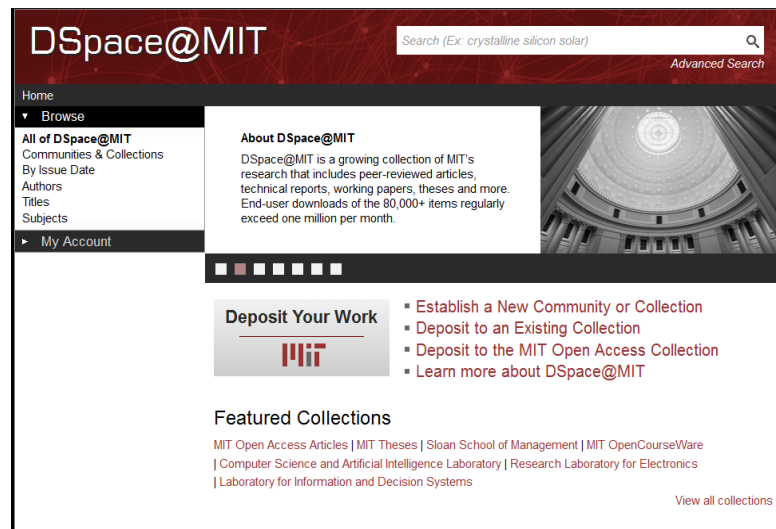 DSpace@MIT
Search (Ex: crystalline silicon solar)
Advanced Search
Home
Browse
All of DSpace@MIT
Communities & Collections
By Issue Date
Authors
Titles
Subjects
My Account
About DSpace@MIT
DSpace@MIT is a growing collection of MIT's
research that includes peer-reviewed articles,
technical reports, working papers, theses and more.
End-user downloads of the 80,000+ items regularly
exceed one million per month.
Deposit Your Work
MIT
Establish a New Community or Collection
Deposit to an Existing Collection
Deposit to the MIT Open Access Collection
Learn more about DSpace@MIT
Featured Collections
MIT Open Access Articles | MIT Theses | Sloan School of Management | MIT OpenCourseWare
| Computer Science and Artificial Intelligence Laboratory | Research Laboratory for Electronics
| Laboratory for Information and Decision Systems
View all collections